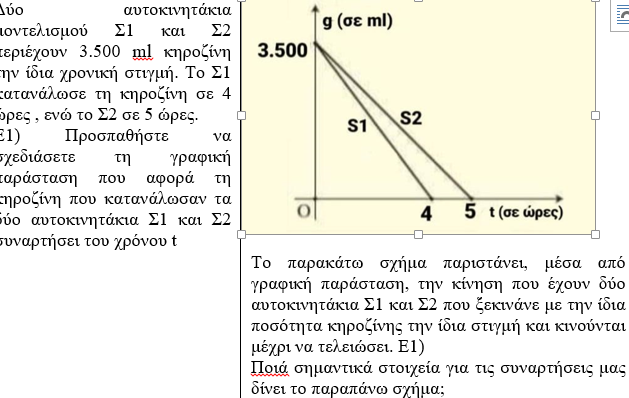 Δύο αυτοκινητάκια
μοντελισμού Σ1 και Σ2
περιέχουν 3.500 ml κηροζίνη
την ίδια χρονική στιγμή. Το Σ1
κατανάλωσε τη κηροζίνη σε 4
ώρες , ενώ το Σ2 σε 5 ώρες.
Ε1) Προσπαθήστε να
σχεδιάσετε τη γραφική
παράσταση που αφορά τη
κηροζίνη που κατανάλωσαν τα
δύο αυτοκινητάκια Σ1 και Σ2
συναρτήσει του χρόνου t
g (σε ml)
3.500
S1
S2
O
4
5
t (σε ώρες)
Το παρακάτω σχήμα παριστάνει, μέσα από
γραφική παράσταση, την κίνηση που έχουν δύο
αυτοκινητάκια Σ1 και Σ2 που ξεκινάνε με την ίδια
ποσότητα κηροζίνης την ίδια στιγμή και κινούνται
μέχρι να τελειώσει. Ε1)
Ποιά σημαντικά στοιχεία για τις συναρτήσεις μας
δίνει το παραπάνω σχήμα;